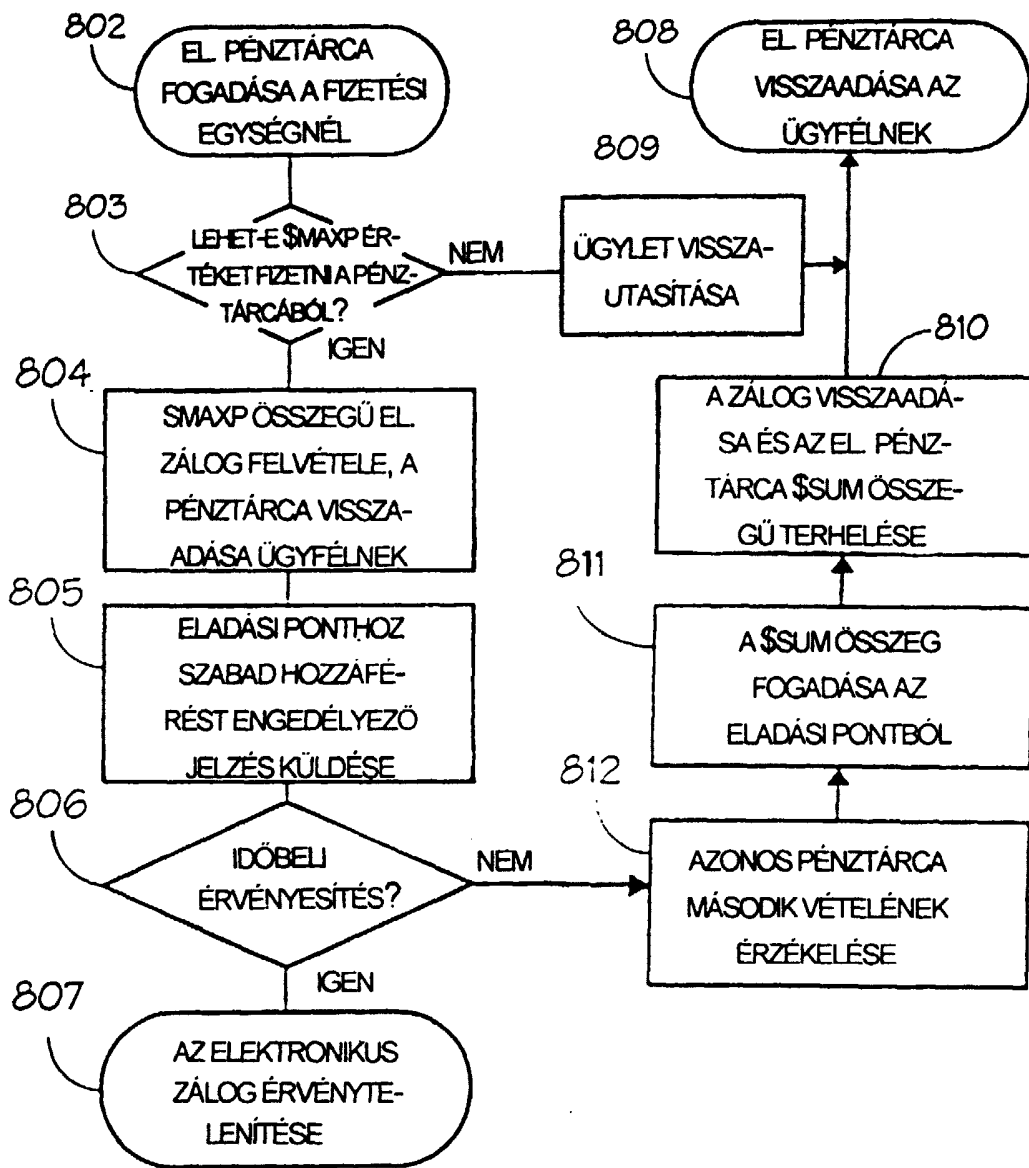 802
EL. PÉNZTÁRCA
FOGADÁSA A FIZETÉSI
EGYSÉGNÉL
808
EL. PÉNZTÁRCA
VISSZAADÁSA AZ
ÜGYFÉLNEK
803
LEHET-E $MAXP ÉR-
TÉKET FIZETNI A PÉNZ-
TÁRCÁBÓL?
NEM
IGEN
809
ÜGYLET VISSZA-
UTASÍTÁSA
804
SMAXP ÖSSZEGŰ EL.
ZÁLOG FELVÉTELE, A
PÉNZTÁRCA VISSZA-
ADÁSA ÜGYFÉLNEK
810
A ZÁLOG VISSZAADÁ-
SA ÉS AZ EL. PÉNZ-
TÁRCA $SUM ÖSSZE-
GŰ TERHELÉSE
805
ELADÁSI PONTHOZ
SZABAD HOZZÁFÉ-
RÉST ENGEDÉLYEZŐ
JELZÉS KÜLDÉSE
811
A $SUM ÖSSZEG
FOGADÁSA AZ
ELADÁSI PONTBÓL
806
IDŐBELI
ÉRVÉNYESÍTÉS?
NEM
IGEN
812
AZONOS PÉNZTÁRCA
MÁSODIK VÉTELÉNEK
ÉRZÉKELÉSE
807
AZ ELEKTRONIKUS
ZÁLOG ÉRVÉNYTE-
LENÍTÉSE